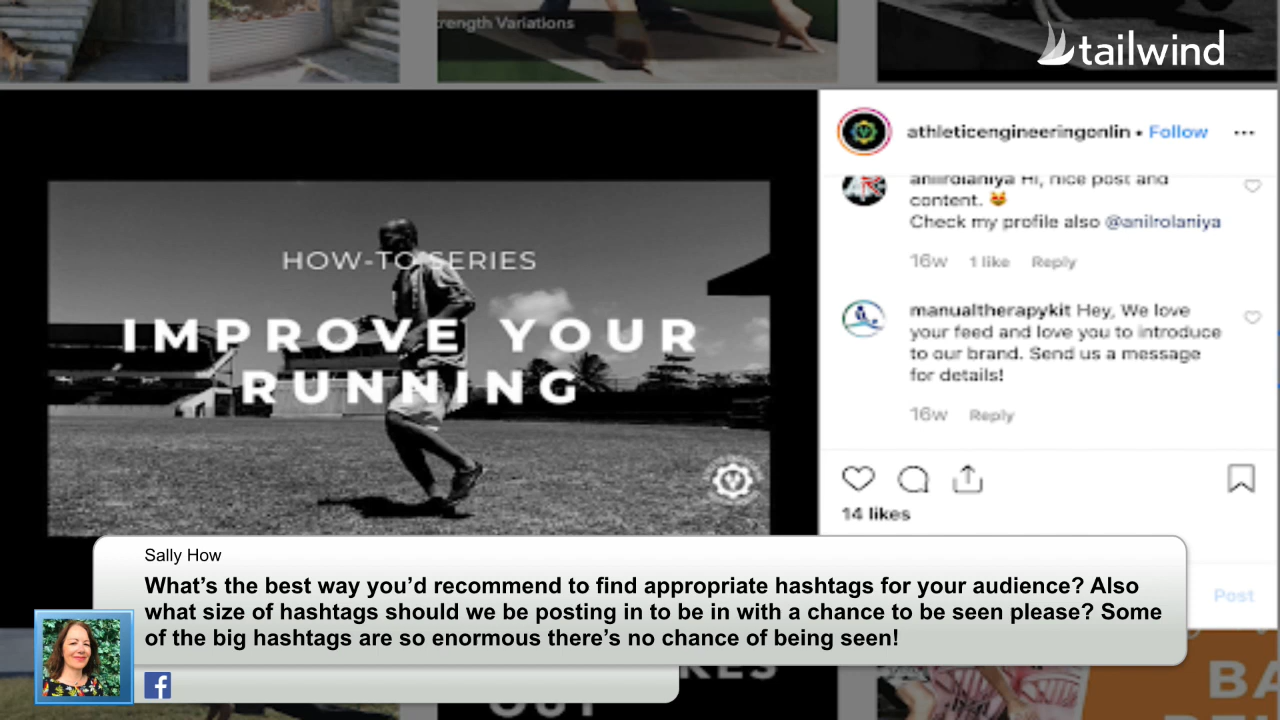 rength Variations
tailwind
athleticengineeringonlin • Follow
anilrolaniya Hi, nice post and
content. 😻
Check my profile also @anilrolaniya
16w 1 like Reply
manualtherapykit Hey, We love
your feed and love you to introduce
to our brand. Send us a message
for details!
16w Reply
HOW-TO SERIES
IMPROVE YOUR
RUNNING
14 likes
Post
Sally How
What’s the best way you’d recommend to find appropriate hashtags for your audience? Also
what size of hashtags should we be posting in to be in with a chance to be seen please? Some
of the big hashtags are so enormous there’s no chance of being seen!
KES
OUT
BA